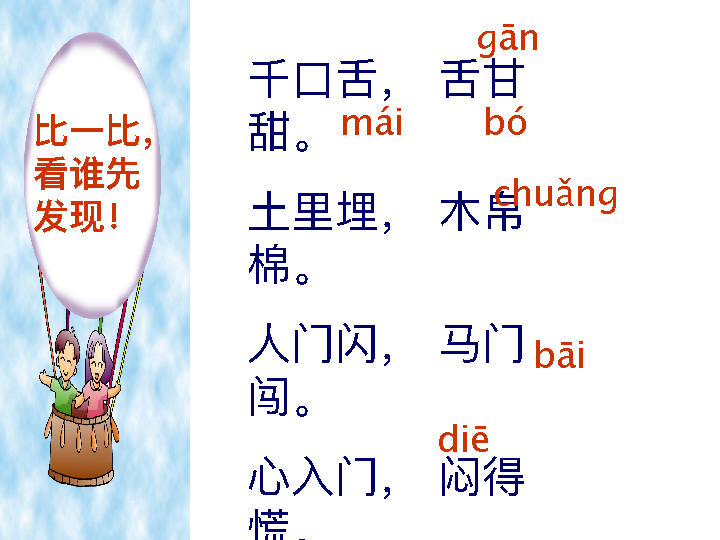 比一比，
看谁先
发现！
gān
千口舌， 舌甘
甜。 mái bó
chuǎng
土里埋， 木帛
棉。
人门闪， 马门
bāi
闯。
diē
心入门， 闷得
慌。